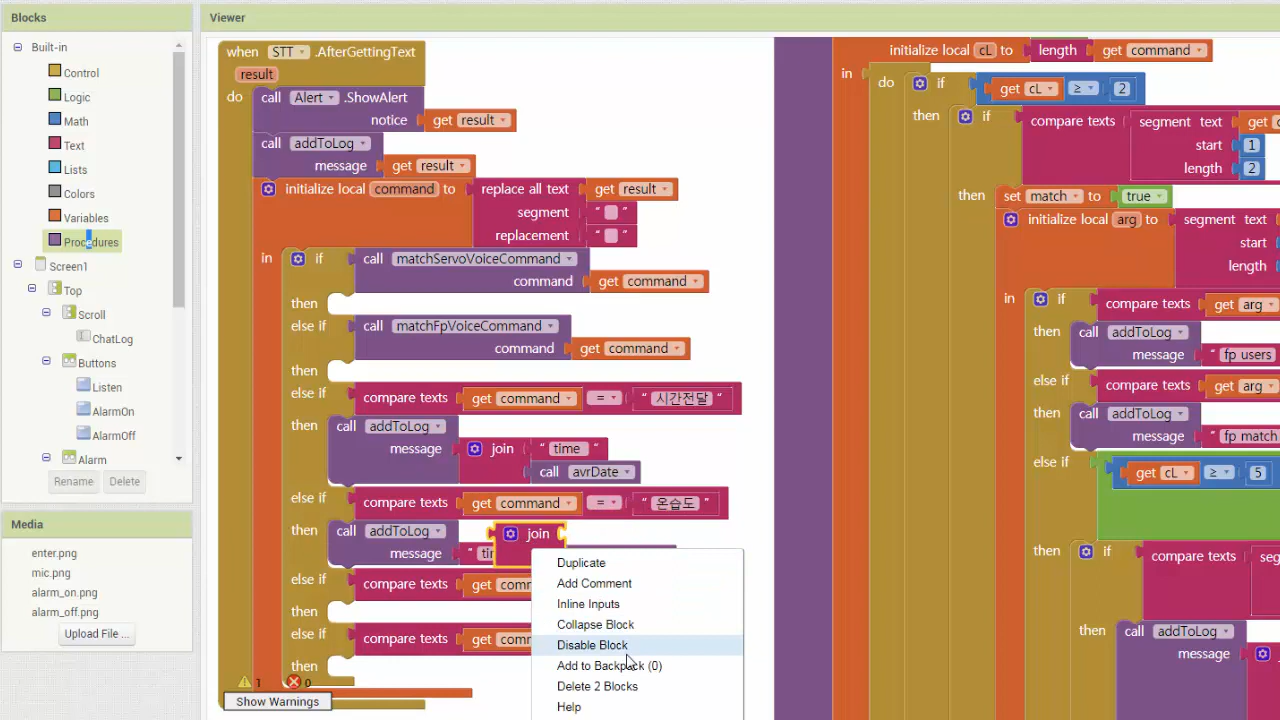 Blocks
Built-in
Control
Logic
Math
Text
Lists
Colors
Variables
Procedures
Screen1
Top
Scroll
ChatLog
Buttons
Listen
AlarmOn
AlarmOff
Alarm
Rename
Delete
Media
enter.png
mic.png
alarm_on.png
alarm_off.png
Upload File ...
Viewer
when STT .AfterGettingText
result
do call Alert .ShowAlert
notice get result
call addToLog
message get result
initialize local command to replace all text get result
segment “ ”
replacement “ ”
in if call matchServoVoiceCommand
command get command
then
else if call matchFpVoiceCommand
command get command
then
else if compare texts get command = “ 시간전달 ”
then call addToLog
message join “ time ”
call avrDate
else if compare texts get command = “ 온습도 ”
then call addToLog join
message “
else if compare texts get
then
else if compare texts get
then
1 0
Show Warnings
Duplicate
Add Comment
Inline Inputs
Collapse Block
Disable Block
Add to Backpack (0)
Delete 2 Blocks
Help
initialize local cL to length get command
in do if get cL ≥ 2
then if compare texts segment text get
start 1
length 2
then set match to true
initialize local arg to segment text
start
length
in if compare texts get arg
then call addToLog
message “ fp users
else if compare texts get arg
then call addToLog
message “ fp match
else if get cL ≥ 5
then if compare texts
then call addToLog
message